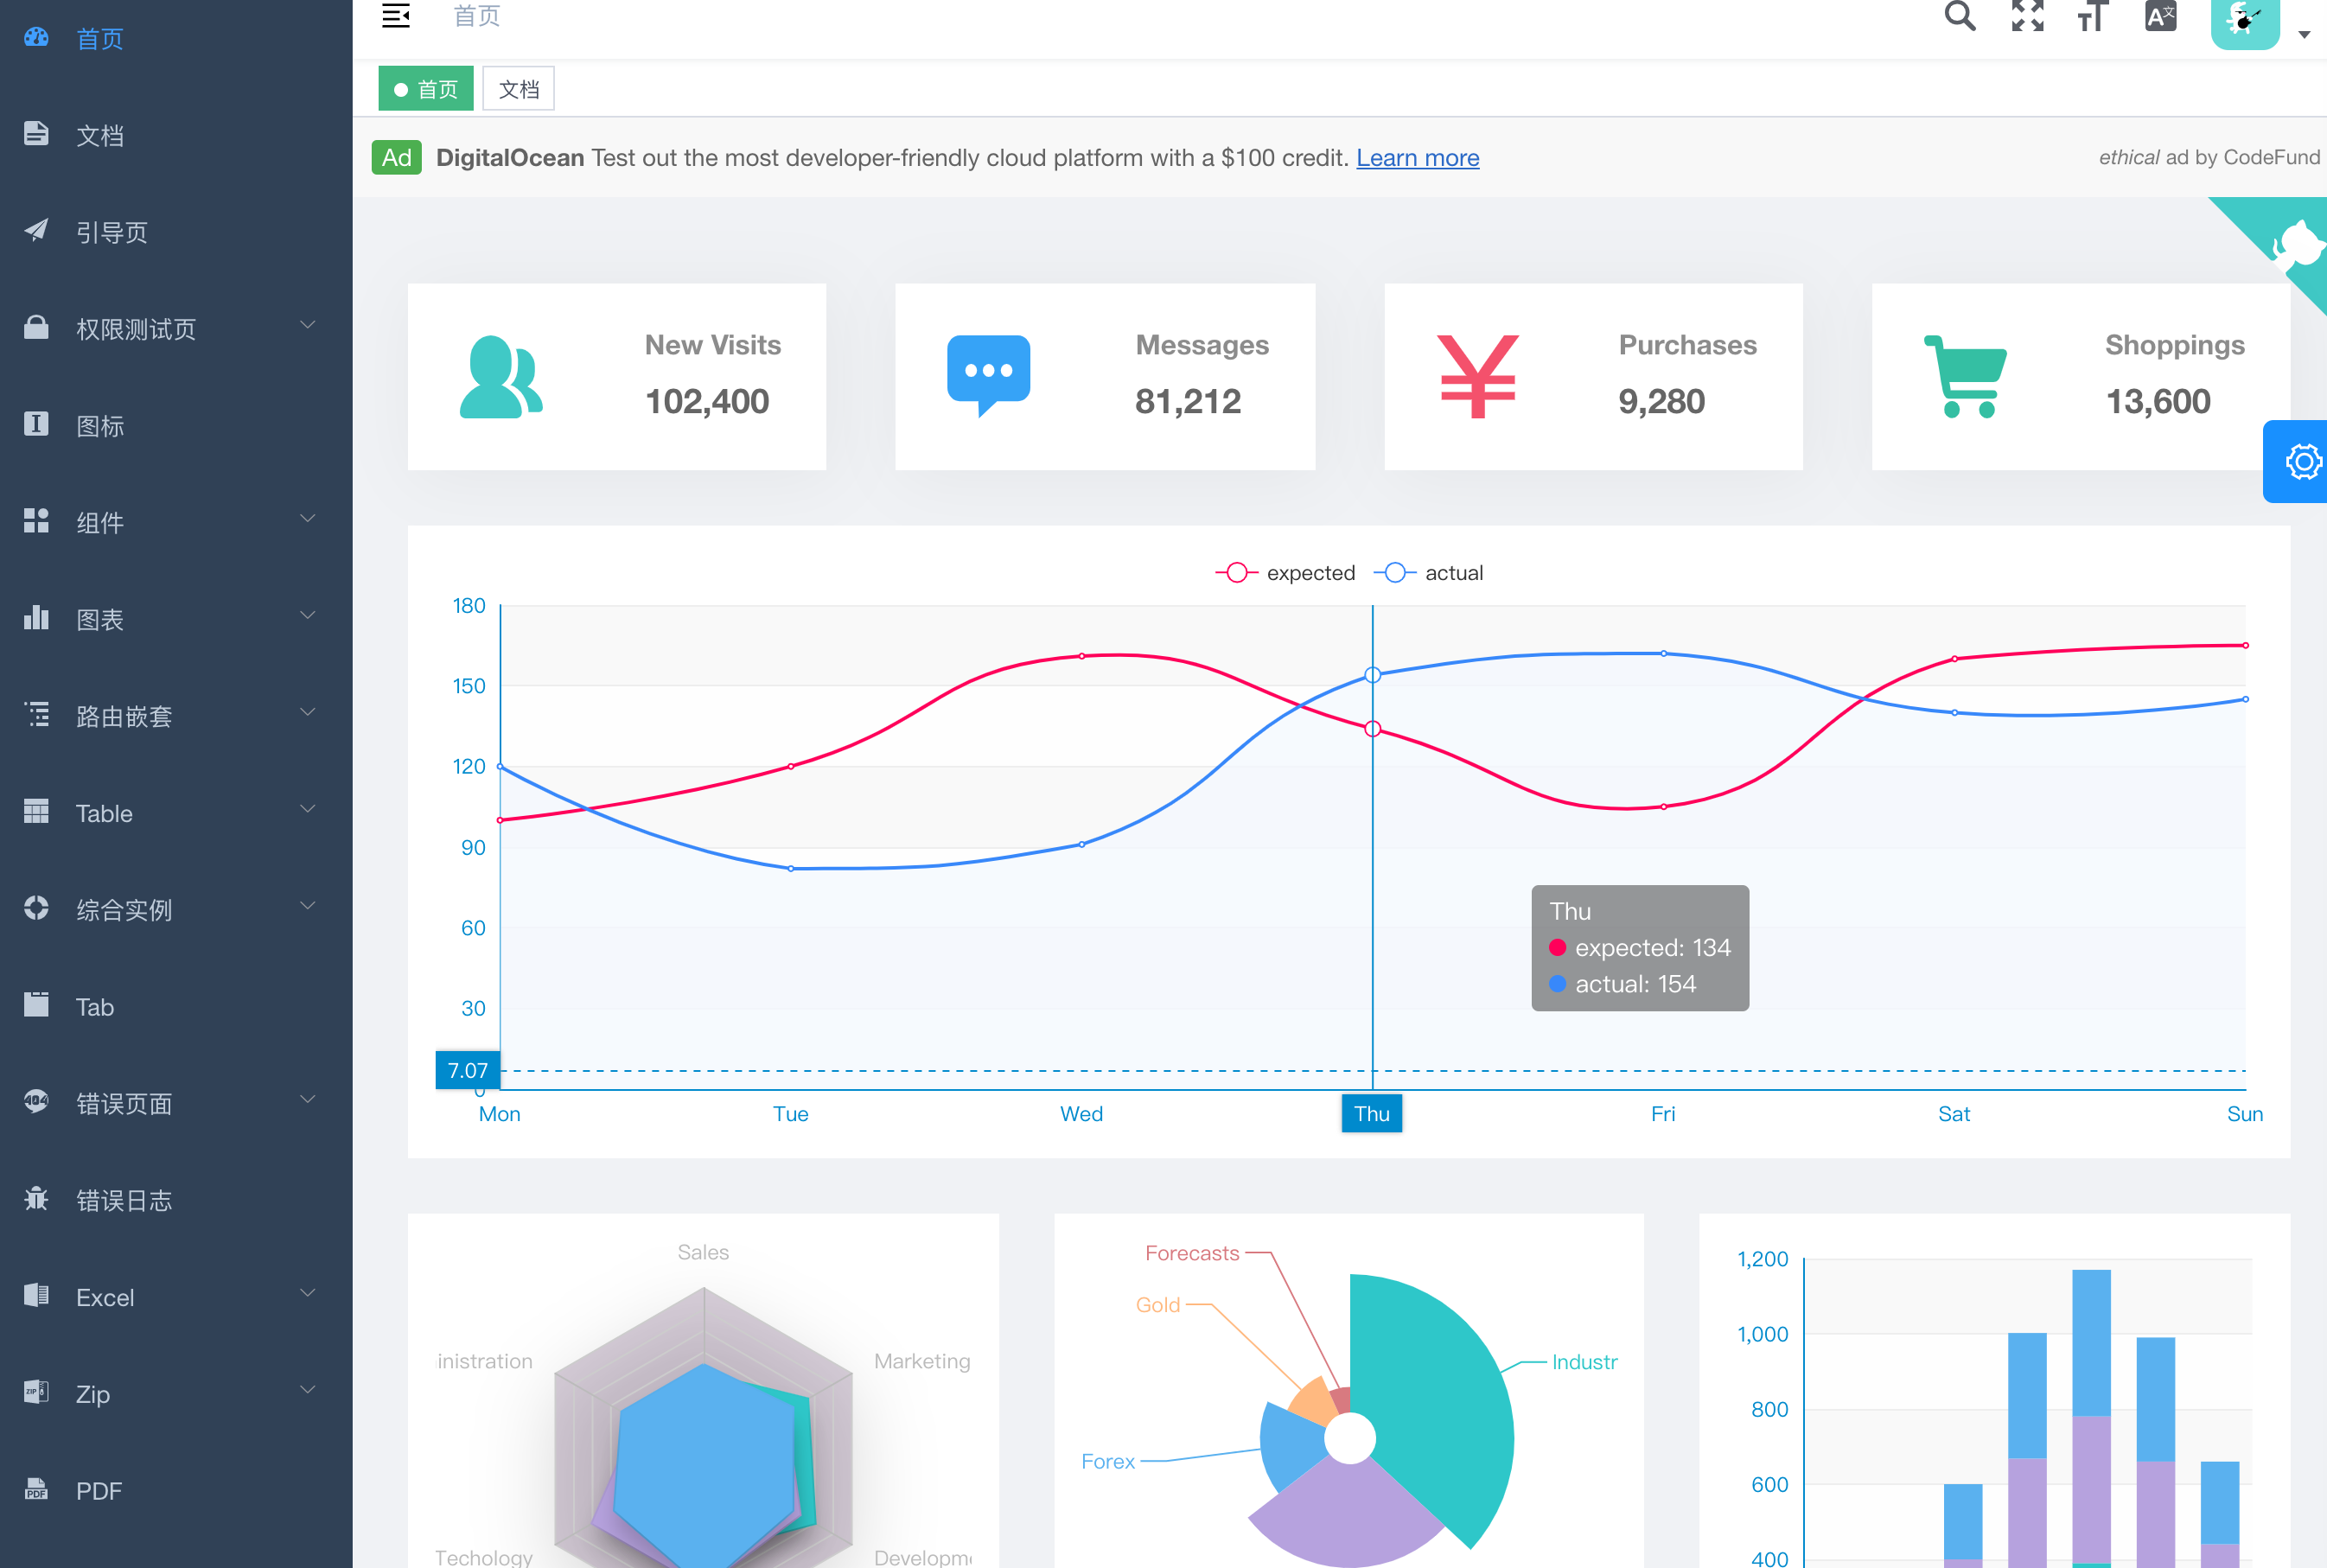 首页
文档
引导页
权限测试页
图标
组件
图表
路由嵌套
Table
综合实例
Tab
错误页面
错误日志
Excel
Zip
PDF
首页
首页
文档
Ad DigitalOcean Test out the most developer-friendly cloud platform with a $100 credit. Learn more
ethical ad by CodeFund
New Visits
102,400
Messages
81,212
Purchases
9,280
Shoppings
13,600
expected actual
180
150
120
90
60
30
7.07
0
Mon Tue Wed Thu Fri Sat Sun
Thu
expected: 134
actual: 154
Sales
inistration
Marketing
Techology
Developm
Forecasts
Gold
Industr
Forex
1,200
1,000
800
600
400